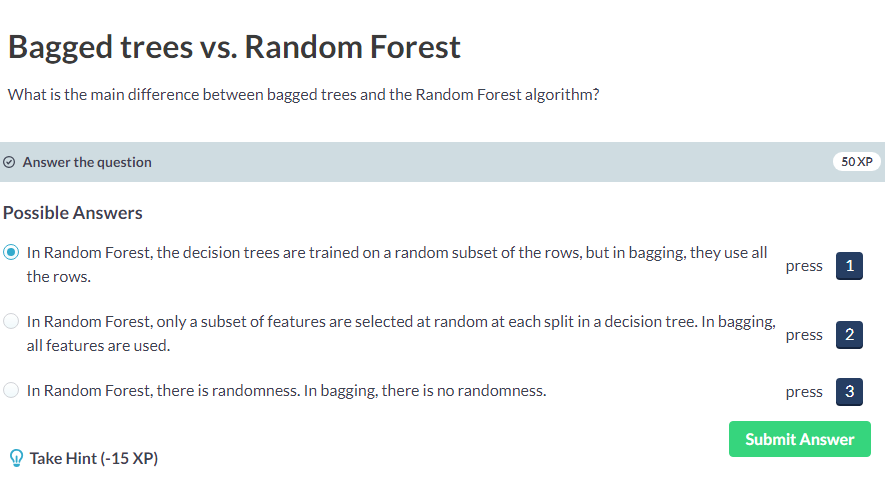 Bagged trees vs. Random Forest
What is the main difference between bagged trees and the Random Forest algorithm?
Answer the question
50 XP
Possible Answers
In Random Forest, the decision trees are trained on a random subset of the rows, but in bagging, they use all
the rows.
press 1
In Random Forest, only a subset of features are selected at random at each split in a decision tree. In bagging,
all features are used.
press 2
In Random Forest, there is randomness. In bagging, there is no randomness.
press 3
Submit Answer
Take Hint (-15 XP)